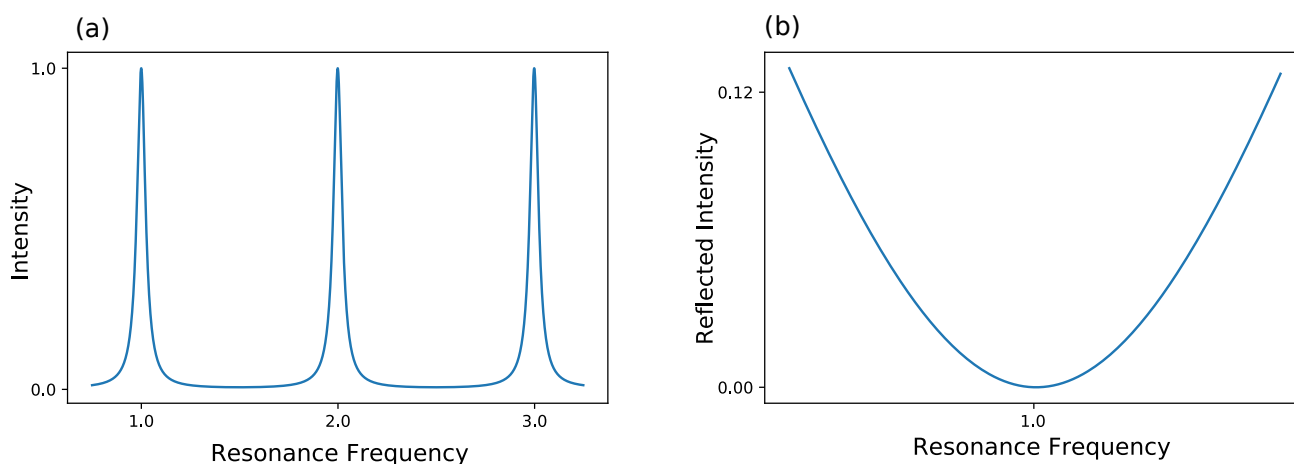 (a)
1.0
0.0
Intensity
1.0 2.0 3.0
Resonance Frequency
(b)
0.12
0.00
Reflected Intensity
1.0
Resonance Frequency